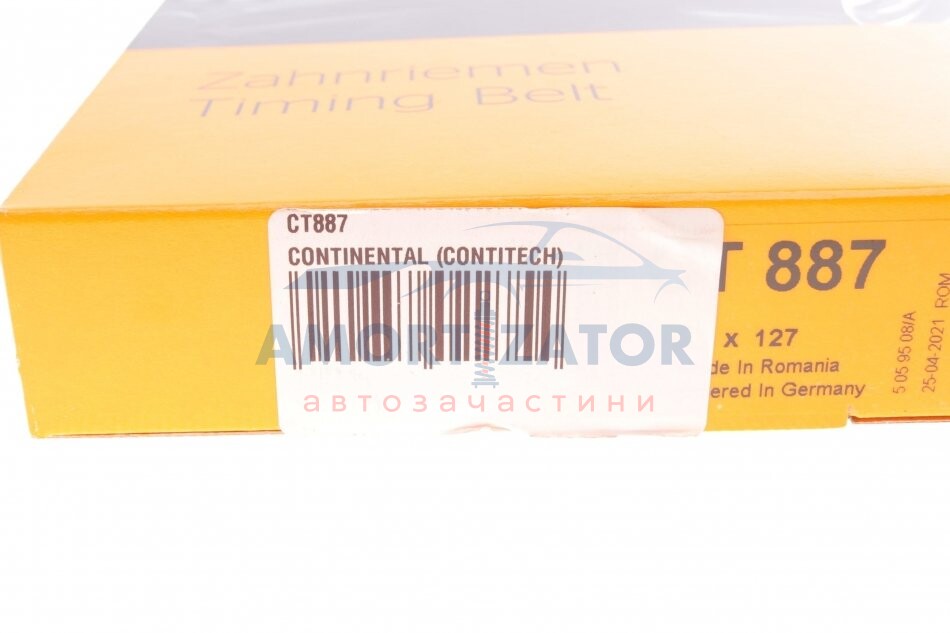 Zahnriemen
Timing Belt
CT887
CONTINENTAL (CONTITECH)
T 887
x 127
de In Romania
ered In Germany
5 05 95 08/A
25-04-2021 ROM
AMORTIZATOR
автозачастини